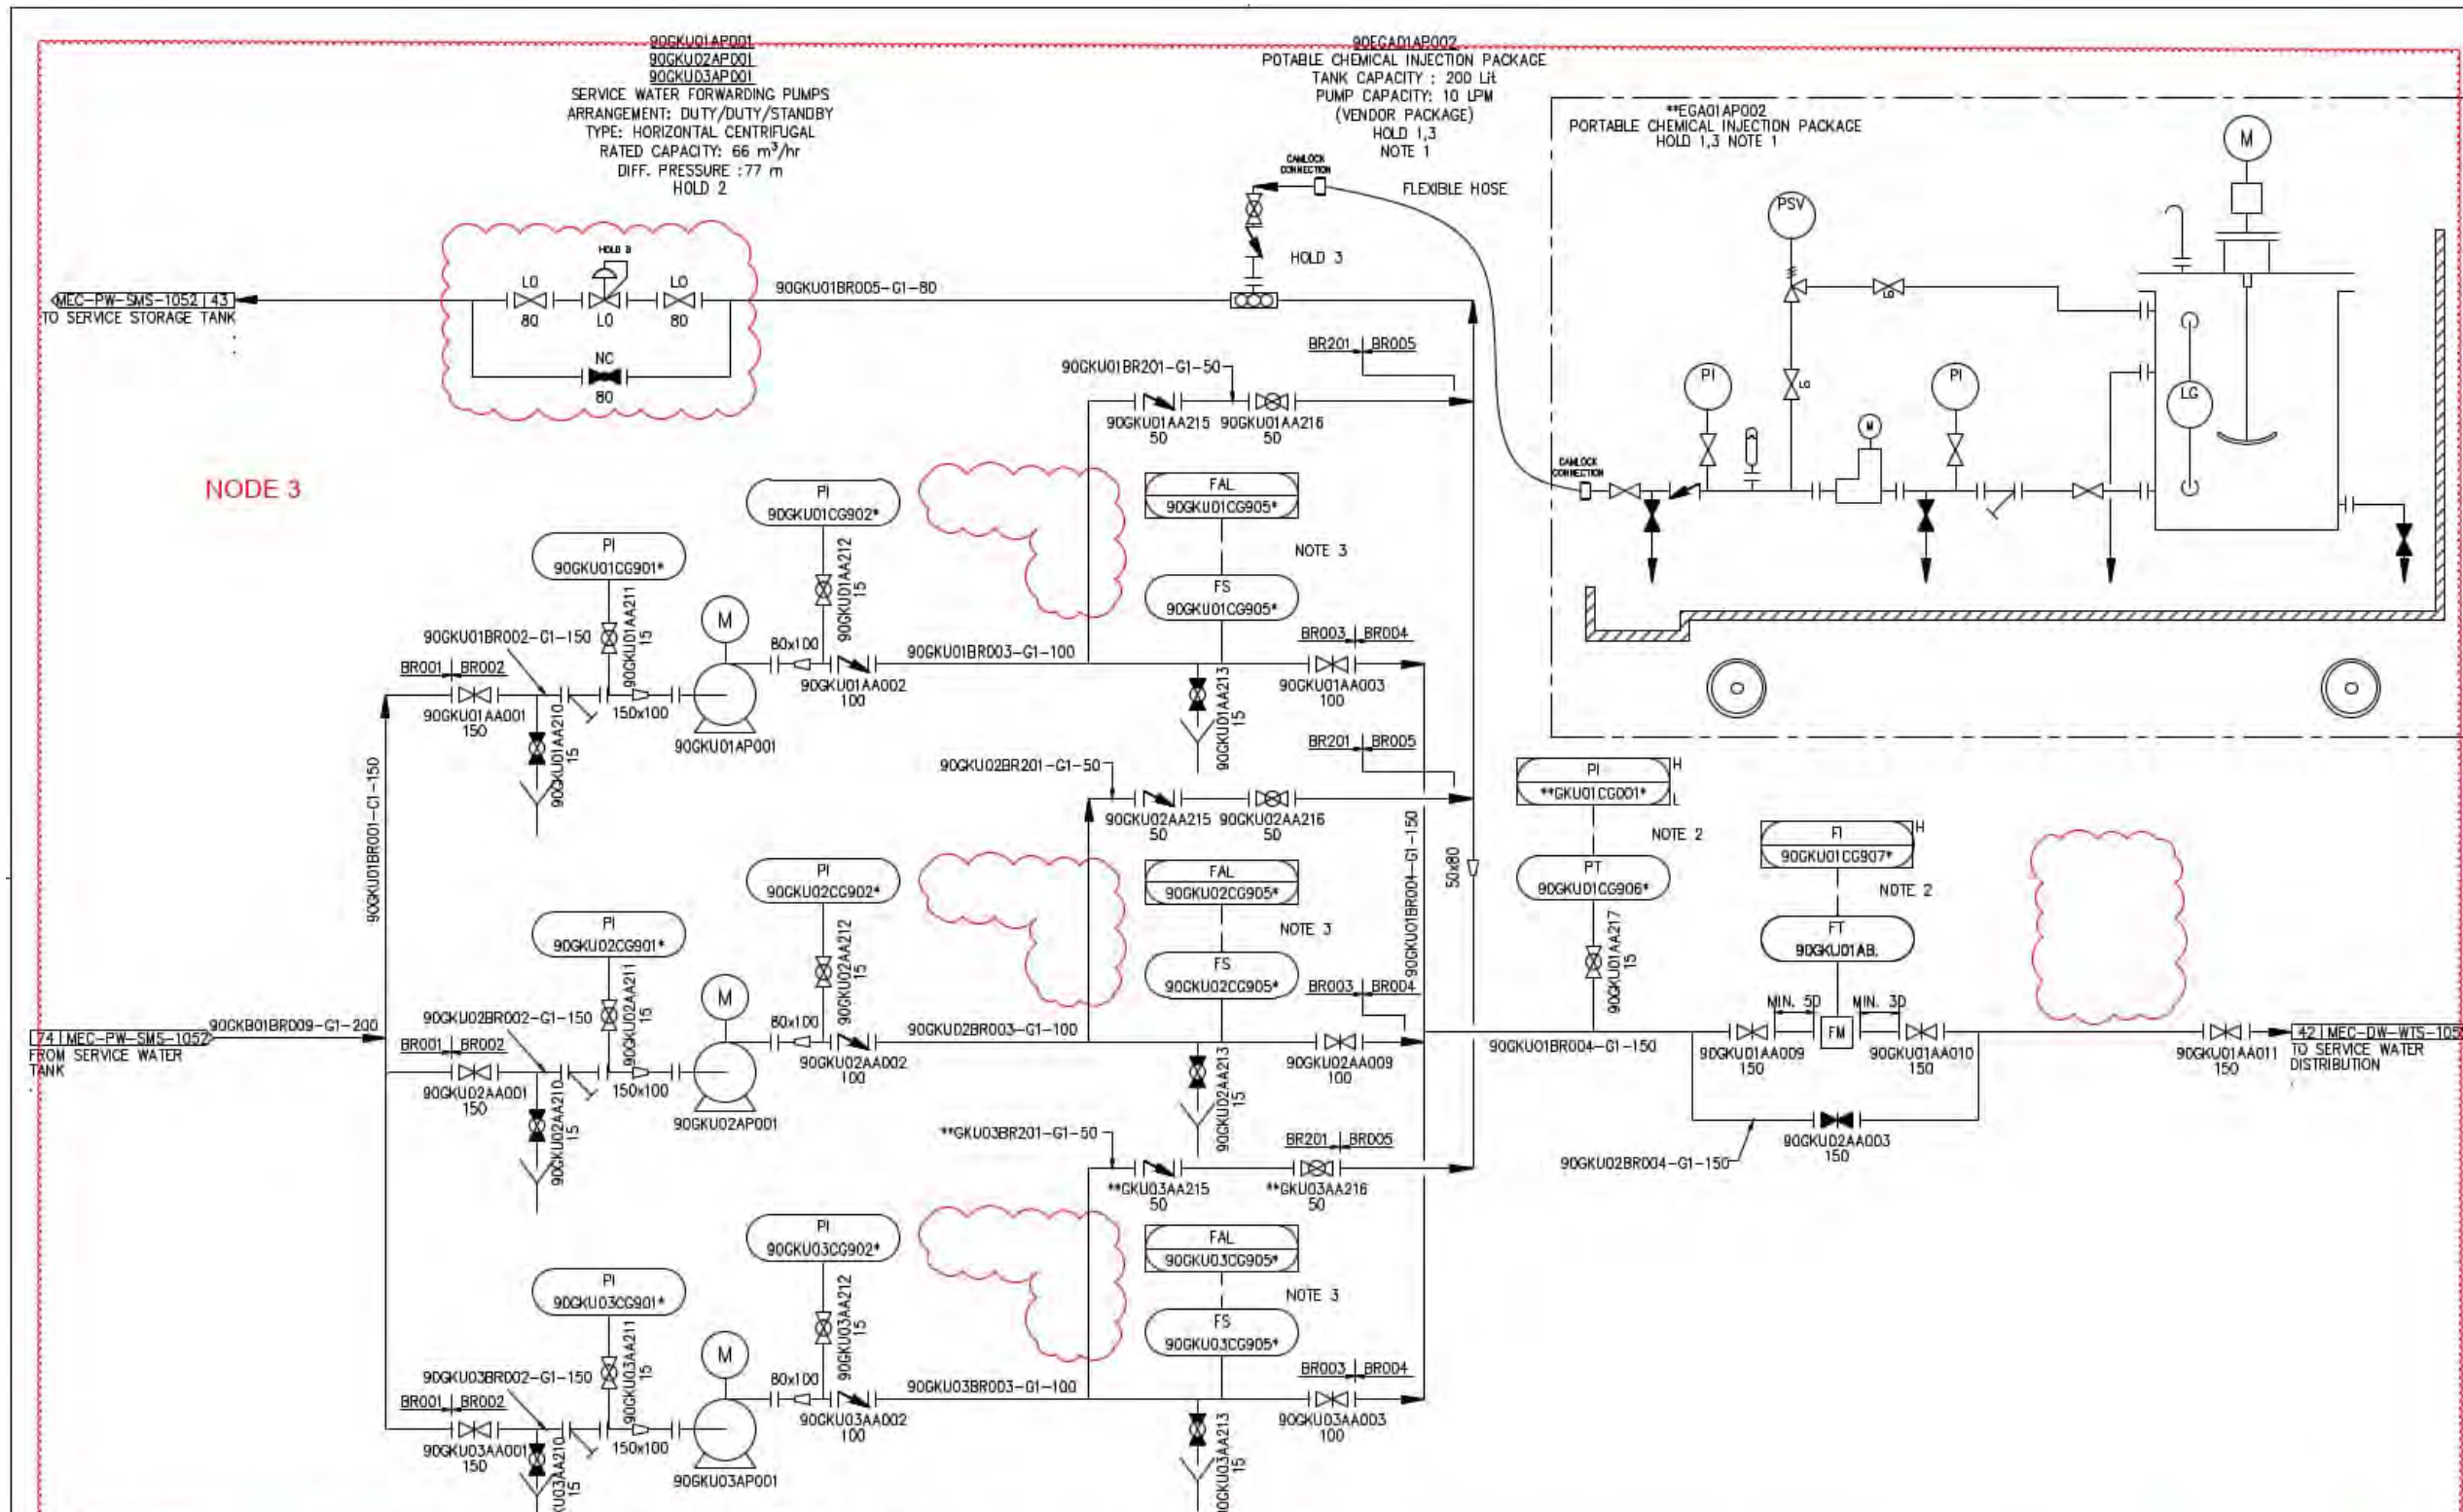 90GKU01AP001
90GKU02AP001
90GKU03AP001
SERVICE WATER FORWARDING PUMPS
ARRANGEMENT: DUTY/DUTY/STANDBY
TYPE: HORIZONTAL CENTRIFUGAL
RATED CAPACITY: 66 m³/hr
DIFF. PRESSURE :77 m
HOLD 2
90EGA01AP002
POTABLE CHEMICAL INJECTION PACKAGE
TANK CAPACITY : 200 Lit
PUMP CAPACITY: 10 LPM
(VENDOR PACKAGE)
HOLD 1,3
NOTE 1
**EGA01AP002
PORTABLE CHEMICAL INJECTION PACKAGE
HOLD 1,3 NOTE 1
M
PSV
LG
PI
PI
M
LO
LO
CAMLOCK
CONNECTION
FLEXIBLE HOSE
HOLD 3
CAMLOCK
CONNECTION
LO
LO
80
LO
80
NC
80
MEC-PW-SMS-1052 43
TO SERVICE STORAGE TANK
90GKU01BR005-G1-80
NODE 3
BR201 BR005
90GKU01BR201-G1-50
90GKU01AA215
50
90GKU01AA216
50
PI
90GKU01CG902*
PI
90GKU01CG901*
FAL
90GKU01CG905*
NOTE 3
FS
90GKU01CG905*
90GKU01BR002-G1-150
90GKU01AA211
15
90GKU01AA212
15
M
80x100
BR001 BR002
90GKU01AA001
150
90GKU01AA210
15
150x100
90GKU01AP001
90GKU01AA002
100
90GKU01BR003-G1-100
90GKU01AA213
15
BR003 BR004
90GKU01AA003
100
90GKU01BR001-G1-150
BR201 BR005
90GKU02BR201-G1-50
90GKU02AA215
50
90GKU02AA216
50
90GKU01BR004-G1-150
50x80
PI
90GKU02CG902*
PI
90GKU02CG901*
FAL
90GKU02CG905*
NOTE 3
FS
90GKU02CG905*
74 MEC-PW-SMS-1052
FROM SERVICE WATER
TANK
90GKB01BR009-G1-200
90GKU02BR002-G1-150
90GKU02AA211
15
90GKU02AA212
15
M
80x100
BR001 BR002
90GKU02AA001
150
90GKU02AA210
15
150x100
90GKU02AP001
90GKU02AA002
100
90GKU02BR003-G1-100
90GKU02AA213
15
BR003 BR004
90GKU02AA009
100
PI
**GKU01CG001*
H
L
NOTE 2
PT
90GKU01CG906*
90GKU01AA217
15
FI
90GKU01CG907*
H
NOTE 2
FT
90GKU01AB.
MIN. 5D
MIN. 3D
FM
90GKU01BR004-G1-150
90GKU01AA009
150
90GKU01AA010
150
90GKU02AA003
150
90GKU02BR004-G1-150
90GKU01AA011
150
42 MEC-DW-WTS-105
TO SERVICE WATER
DISTRIBUTION
**GKU03BR201-G1-50
**GKU03AA215
50
BR201 BR005
**GKU03AA216
50
PI
90GKU03CG902*
PI
90GKU03CG901*
FAL
90GKU03CG905*
NOTE 3
FS
90GKU03CG905*
90GKU03BR002-G1-150
90GKU03AA211
15
90GKU03AA212
15
M
80x100
BR001 BR002
90GKU03AA001
150
KU03AA210
15
150x100
90GKU03AP001
90GKU03AA002
100
90GKU03BR003-G1-100
90GKU03AA213
15
BR003 BR004
90GKU03AA003
100